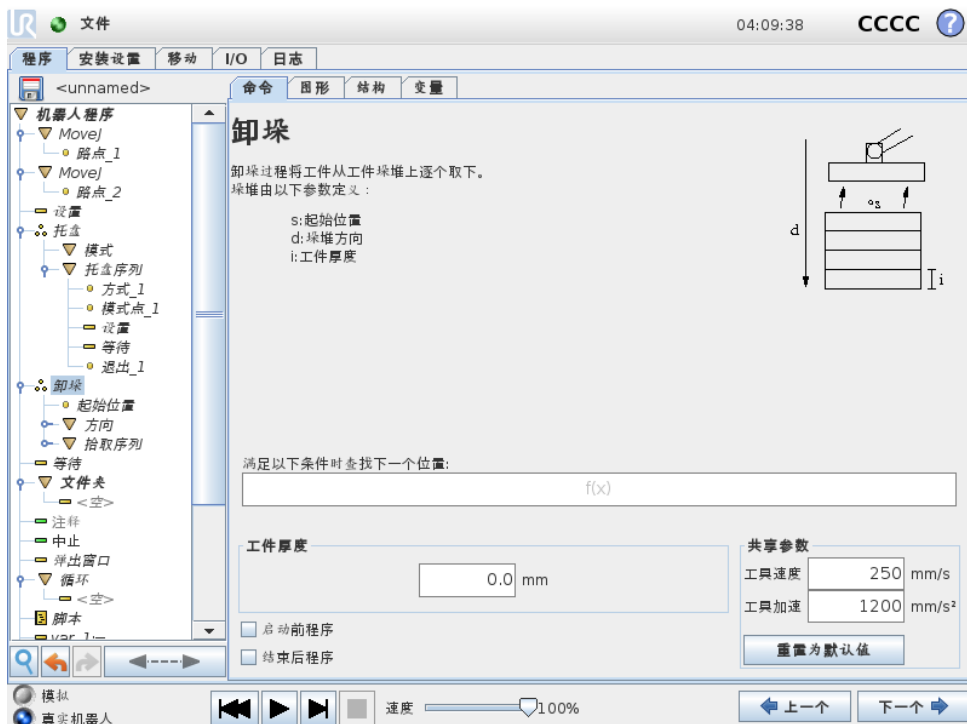 文件
04:09:38
CCCC
?
程序 安装设置 移动 I/O 日志
<unnamed>
命令 图形 结构 变量
机器人程序
MoveJ
路点_1
MoveJ
路点_2
设置
托盘
模式
托盘序列
方式_1
模式点_1
设置
等待
退出_1
卸垛
起始位置
方向
拾取序列
等待
文件夹
<空>
注释
中止
弹出窗口
循环
<空>
脚本
var_1:=
卸垛
卸垛过程将工件从工件垛堆上逐个取下。
垛堆由以下参数定义：
s:起始位置
d:垛堆方向
i:工件厚度
s
d
i
满足以下条件时查找下一个位置:
f(x)
工件厚度
0.0 mm
启动前程序
结束后程序
共享参数
工具速度 250 mm/s
工具加速 1200 mm/s²
重置为默认值
模拟
真实机器人
速度 100%
上一个
下一个